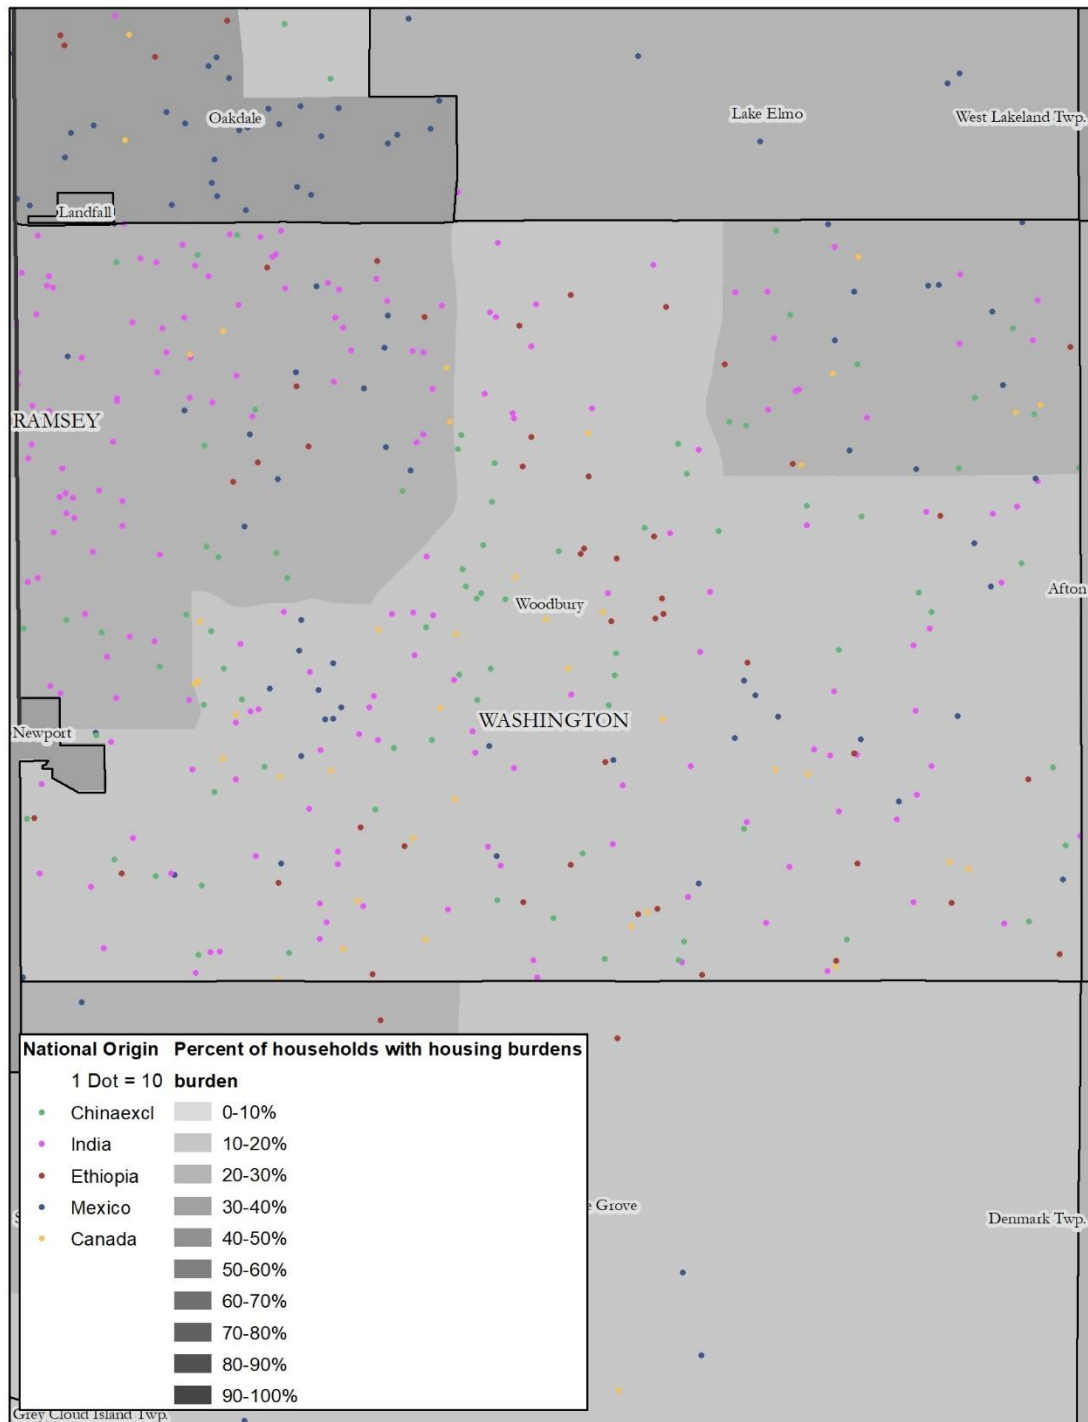 Oakdale
Lake Elmo
West Lakeland Twp.
Landfall
RAMSEY
Afton
Woodbury
WASHINGTON
Newport
National Origin Percent of households with housing burdens
1 Dot = 10 burden
Chinaexcl 0-10%
India 10-20%
Ethiopia 20-30%
Mexico 30-40%
Canada 40-50%
50-60%
60-70%
70-80%
80-90%
90-100%
S
e Grove
Denmark Twp.
Grey Cloud Island Twp.